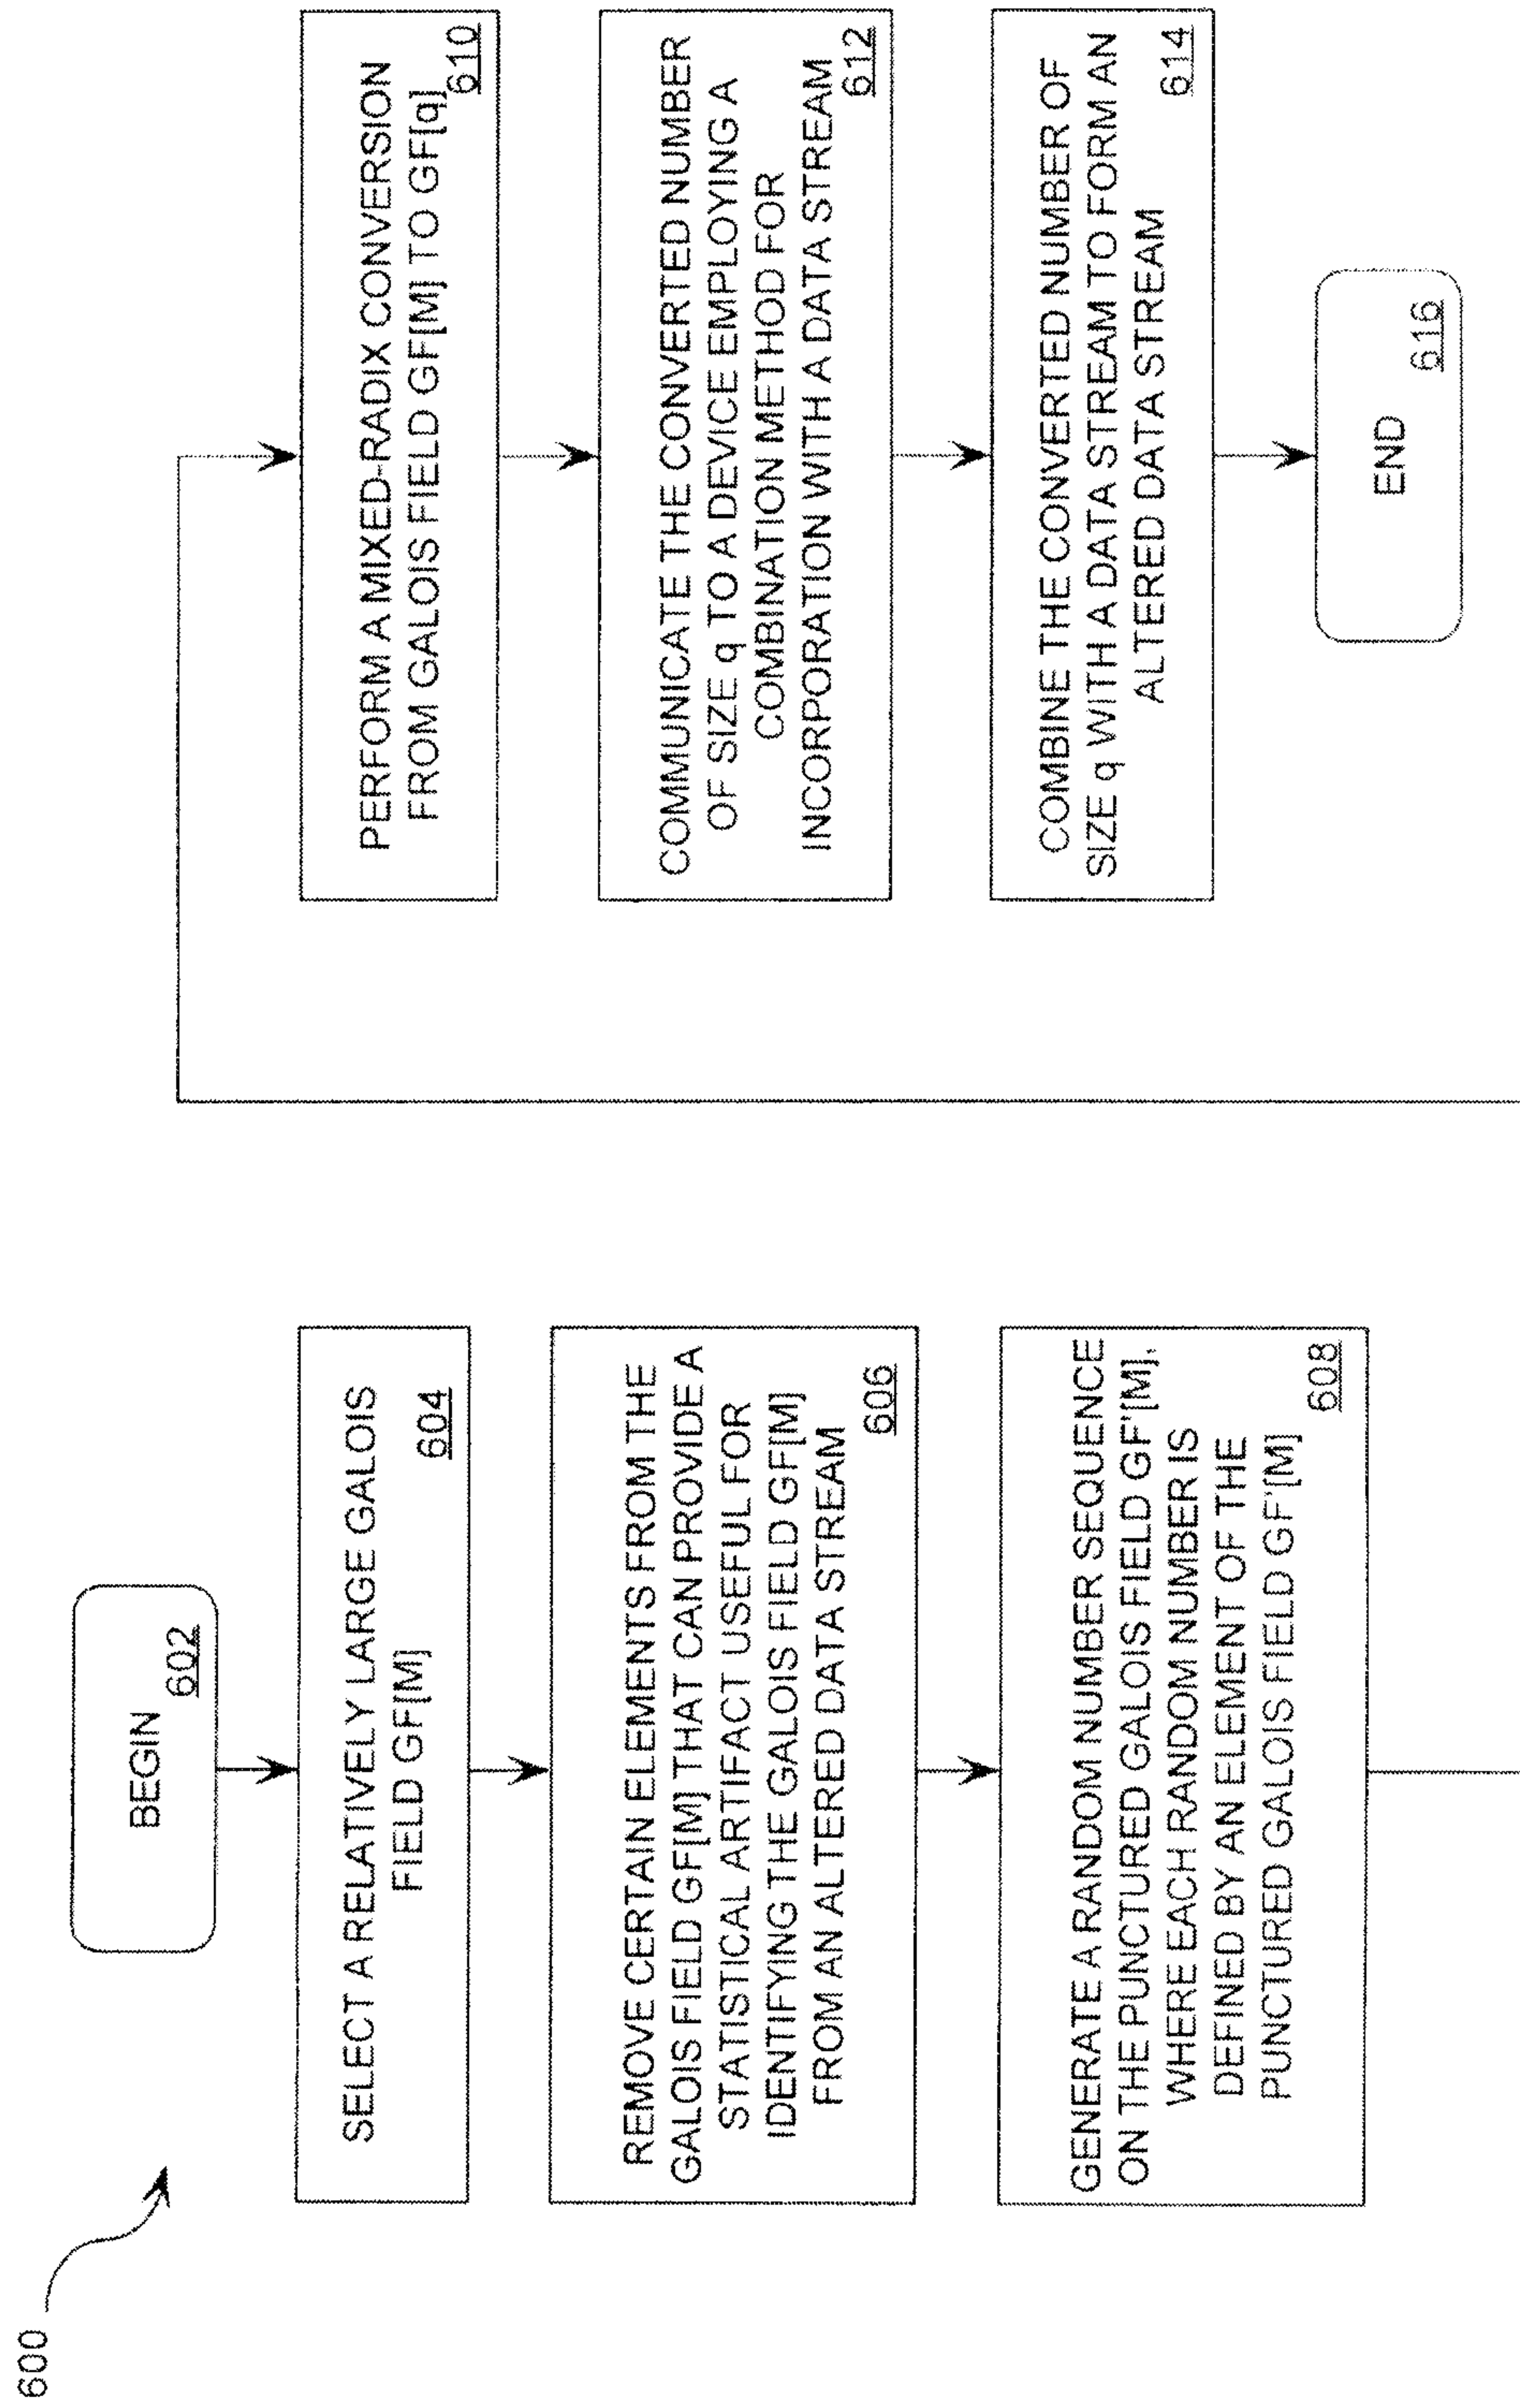 600
BEGIN
602
SELECT A RELATIVELY LARGE GALOIS
FIELD GF[M]
604
REMOVE CERTAIN ELEMENTS FROM THE
GALOIS FIELD GF[M] THAT CAN PROVIDE A
STATISTICAL ARTIFACT USEFUL FOR
IDENTIFYING THE GALOIS FIELD GF[M]
FROM AN ALTERED DATA STREAM
606
GENERATE A RANDOM NUMBER SEQUENCE
ON THE PUNCTURED GALOIS FIELD GF'[M],
WHERE EACH RANDOM NUMBER IS
DEFINED BY AN ELEMENT OF THE
PUNCTURED GALOIS FIELD GF'[M]
608
PERFORM A MIXED-RADIX CONVERSION
FROM GALOIS FIELD GF[M] TO GF[q]
610
COMMUNICATE THE CONVERTED NUMBER
OF SIZE q TO A DEVICE EMPLOYING A
COMBINATION METHOD FOR
INCORPORATION WITH A DATA STREAM
612
COMBINE THE CONVERTED NUMBER OF
SIZE q WITH A DATA STREAM TO FORM AN
ALTERED DATA STREAM
614
END
616